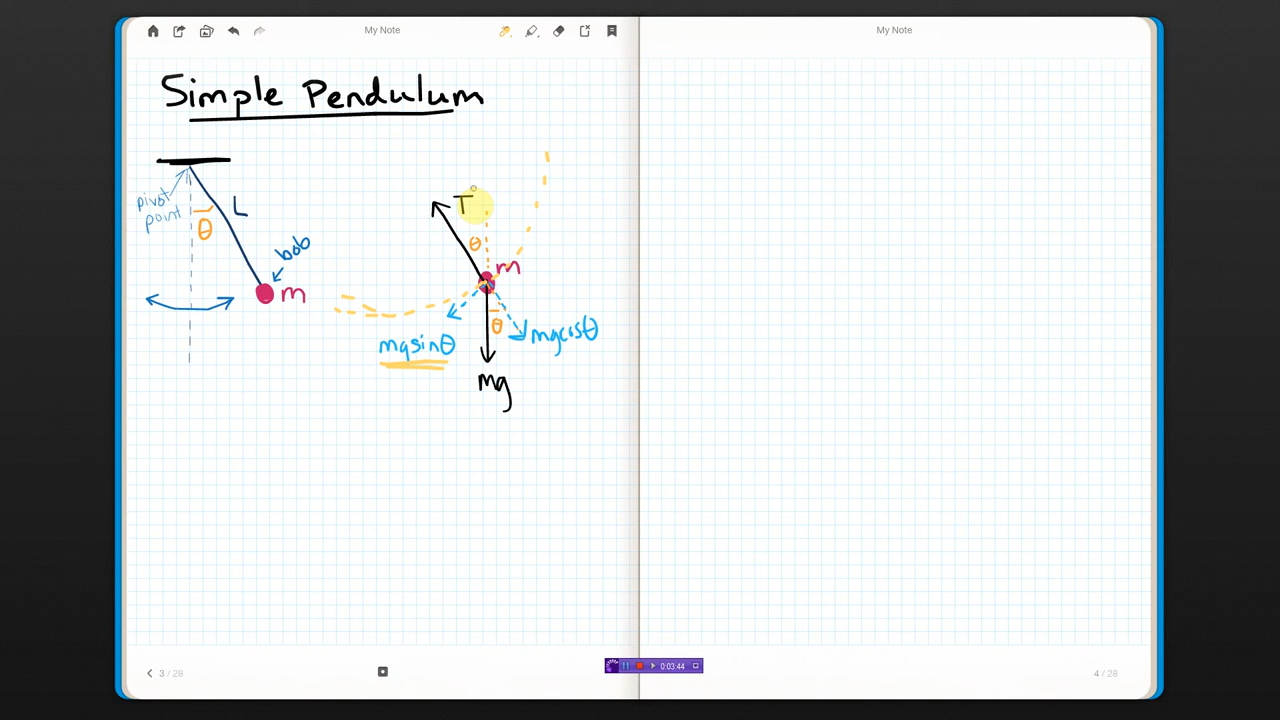 My Note
My Note
Simple Pendulum
pivot
point
θ
L
bob
m
T
θ
m
θ
mgsinθ
mgcosθ
mg
3 / 28
0:03:44
4 / 28